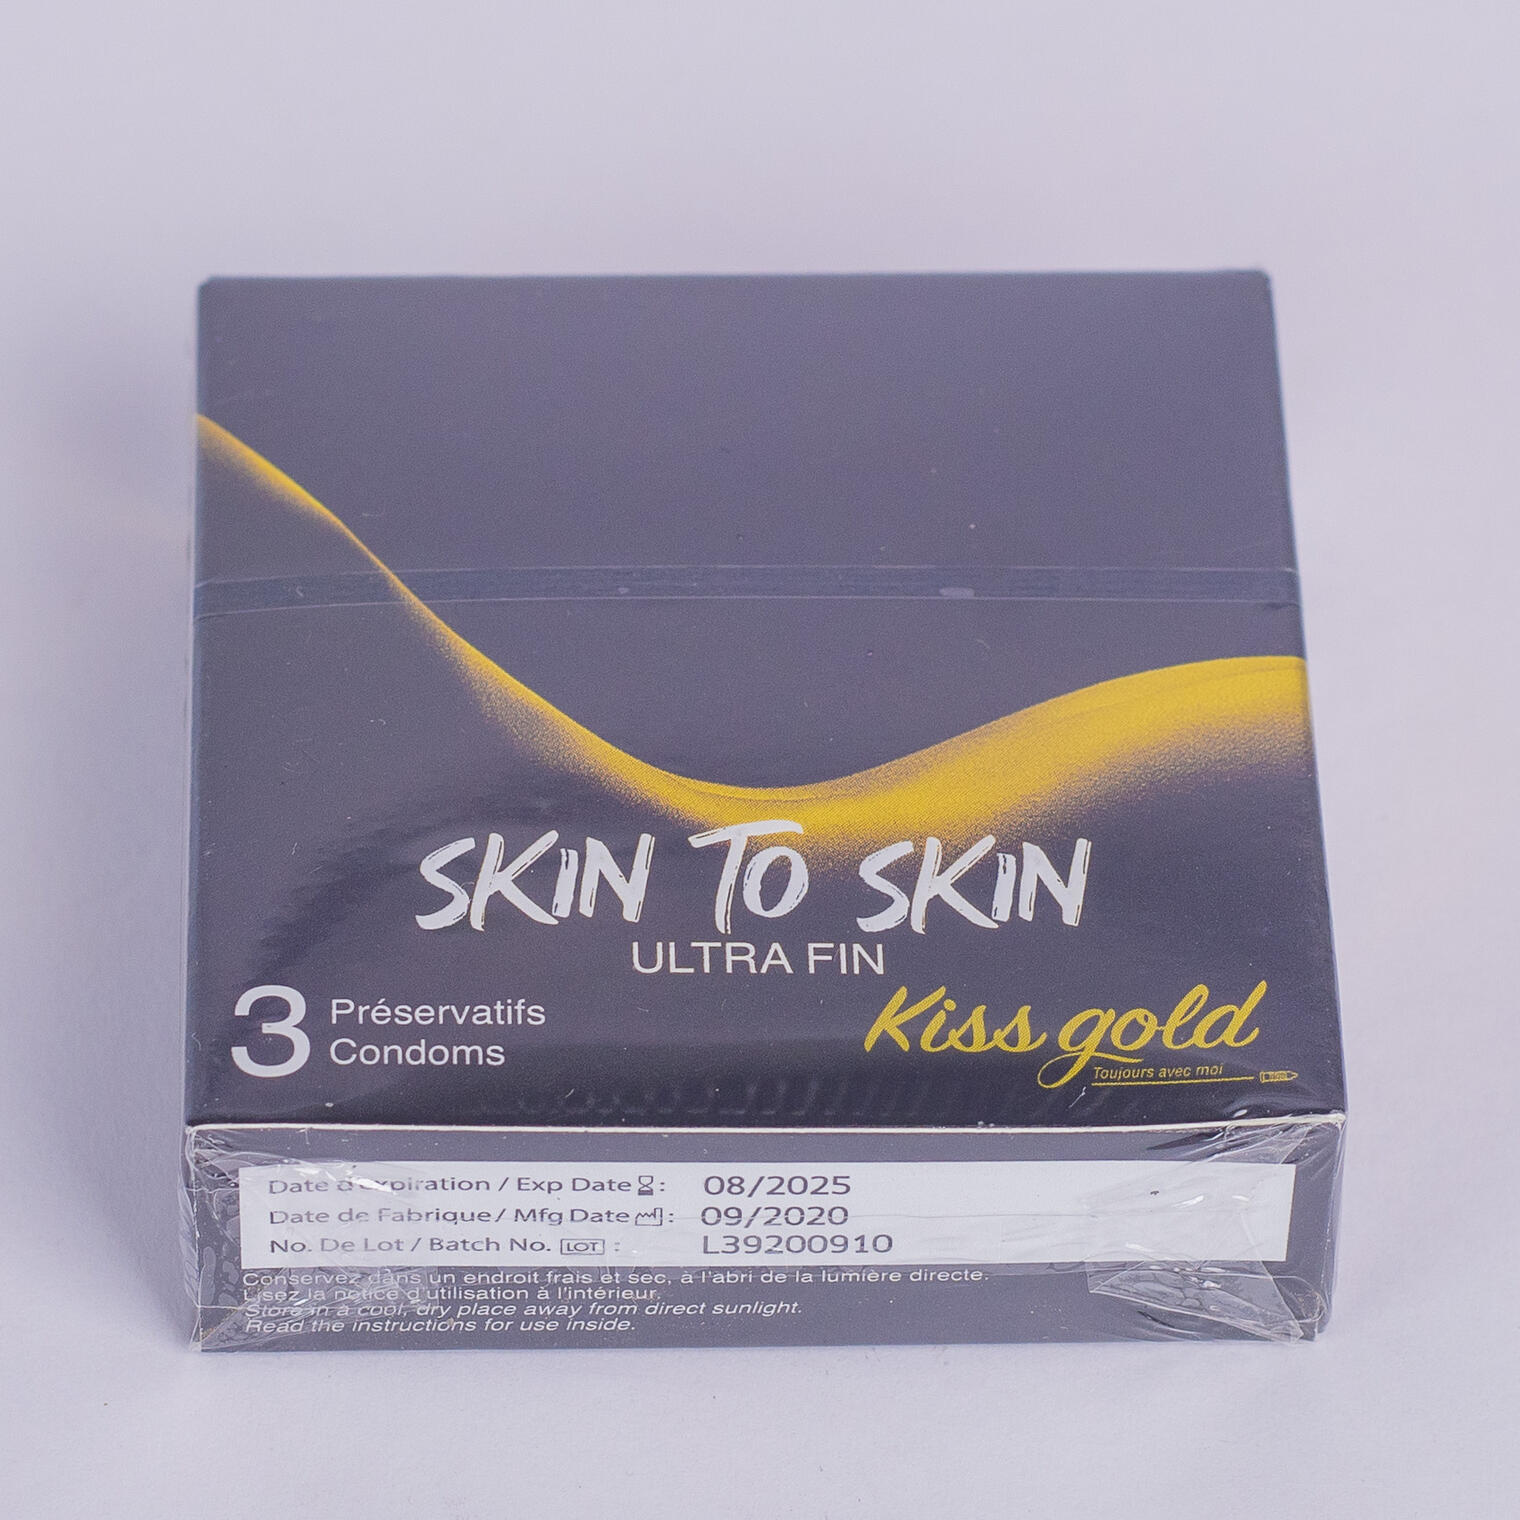 SKIN TO SKIN
ULTRA FIN
3 Préservatifs
Condoms
Kiss gold
Toujours avec moi
Date d'expiration / Exp Date : 08/2025
Date de Fabrique / Mfg Date : 09/2020
No. De Lot / Batch No. LOT : L39200910
Conservez dans un endroit frais et sec, à l'abri de la lumière directe.
Lisez la notice d'utilisation à l'intérieur.
Store in a cool, dry place away from direct sunlight.
Read the instructions for use inside.